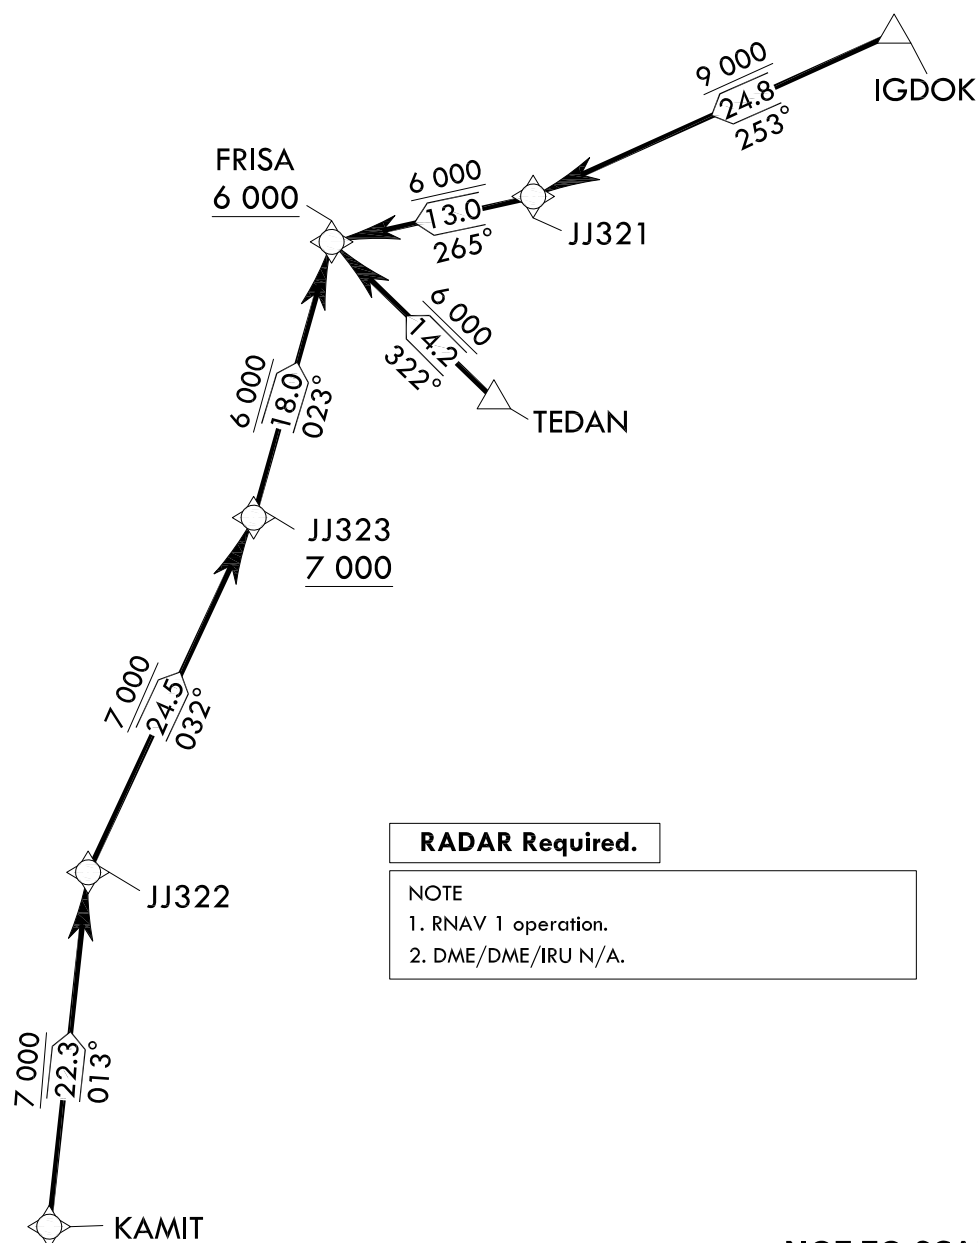 IGDOK
9 000
24.8
253°
FRISA
6 000
6 000
13.0
265°
JJ321
6 000
14.2
322°
TEDAN
6 000
18.0
023°
JJ323
7 000
7 000
24.5
032°
RADAR Required.
NOTE
1. RNAV 1 operation.
2. DME/DME/IRU N/A.
JJ322
7 000
22.3
013°
KAMIT